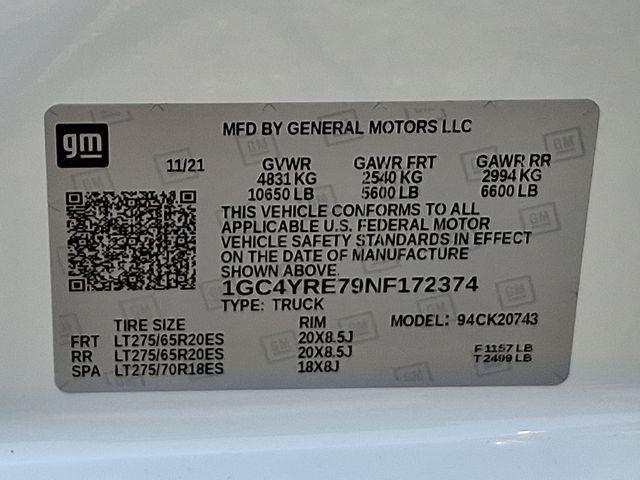 gm
MFD BY GENERAL MOTORS LLC
11/21 GVWR GAWR FRT GAWR RR
4831 KG 2540 KG 2994 KG
10650 LB 5600 LB 6600 LB
THIS VEHICLE CONFORMS TO ALL
APPLICABLE U.S. FEDERAL MOTOR
VEHICLE SAFETY STANDARDS IN EFFECT
ON THE DATE OF MANUFACTURE
SHOWN ABOVE.
1GC4YRE79NF172374
TYPE: TRUCK
TIRE SIZE RIM MODEL: 94CK20743
FRT LT275/65R20ES 20X8.5J
RR LT275/65R20ES 20X8.5J F 1157 LB
SPA LT275/70R18ES 18X8J T 2499 LB